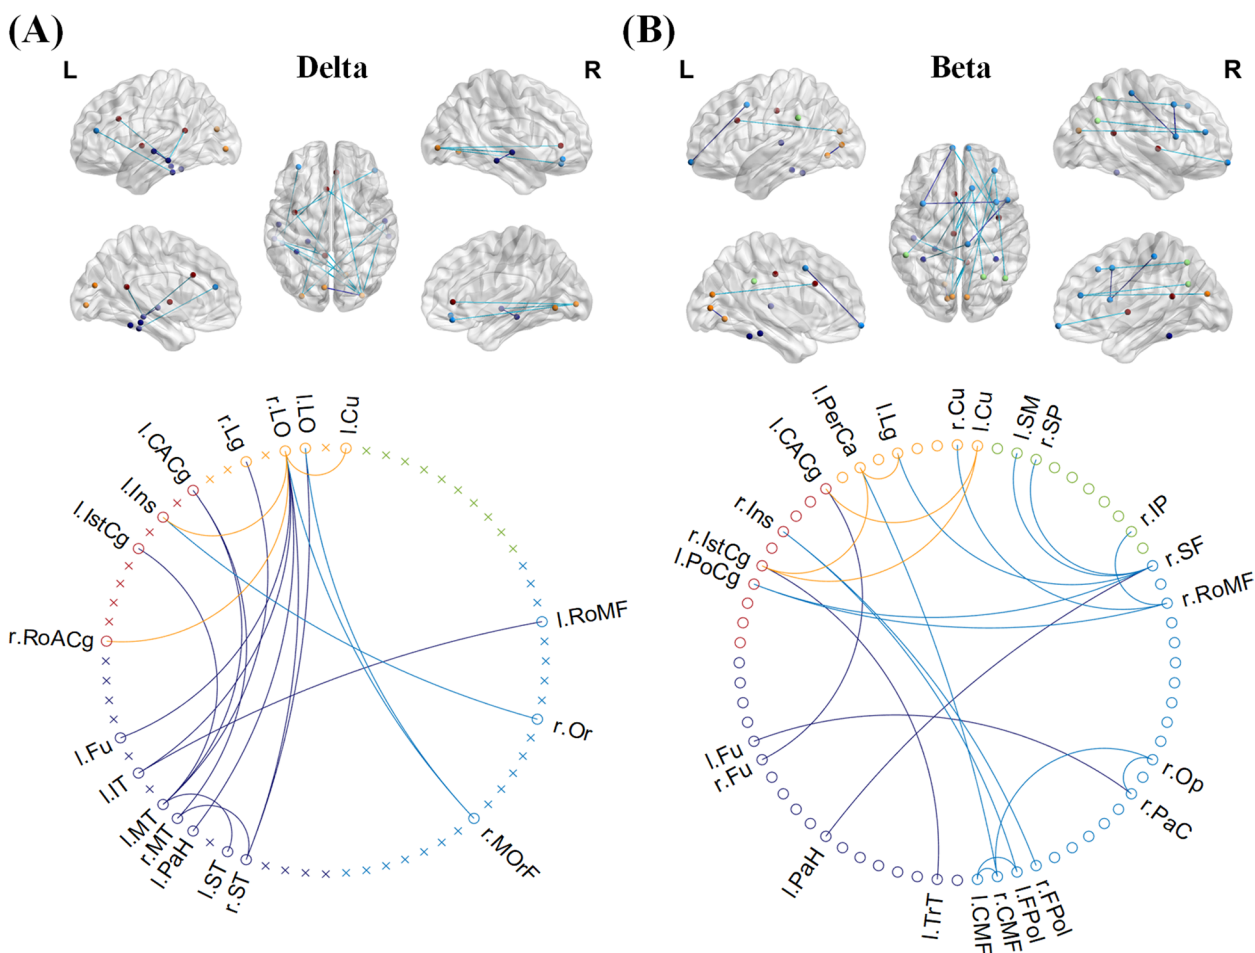 (A)
(B)
L
Delta
R
L
Beta
R
l.CACg
r.Lg
r.LO
l.LO
l.Cu
l.Ins
l.IstCg
r.RoACg
l.RoMF
r.Or
l.Fu
l.IT
l.MT
r.MT
l.PaH
l.ST
r.ST
r.MOrF
l.CACg
l.PerCa
l.Lg
r.Cu
l.Cu
l.SM
r.SP
r.Ins
r.IstCg
l.PoCg
r.IP
r.SF
r.RoMF
l.Fu
r.Fu
l.PaH
l.TrT
l.CMF
r.CMF
l.FPol
r.FPol
r.PaC
r.Op